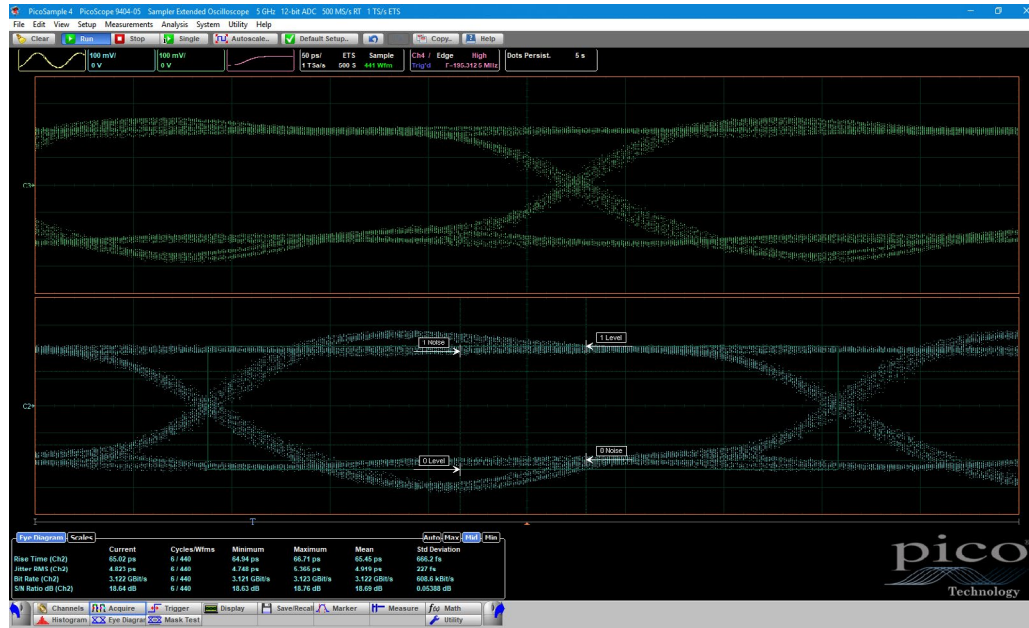 PicoSample 4 PicoScope 9404-05 Sampler Extended Oscilloscope 5 GHz 12-bit ADC 500 MS/s RT 1 TS/s ETS
File Edit View Setup Measurements Analysis System Utility Help
Clear Run Stop Single Autoscale.. Default Setup.. Copy.. Help
100 mV/ 100 mV/ 50 ps/ ETS Sample Ch4 / Edge High Dots Persist. 5 s
0 V 0 V 1 TSa/s 500 S 441 Wfm Trig'd F~195.3125 MHz
C3
1 Noise
1 Level
C2
0 Noise
0 Level
T
Eye Diagram Scales Auto Max Mid Min
Current Cycles/Wfms Minimum Maximum Mean Std Deviation
Rise Time (Ch2) 65.02 ps 6 / 440 64.94 ps 66.71 ps 65.45 ps 666.2 fs
Jitter RMS (Ch2) 4.823 ps 6 / 440 4.748 ps 5.365 ps 4.919 ps 227 fs
Bit Rate (Ch2) 3.122 GBit/s 6 / 440 3.121 GBit/s 3.123 GBit/s 3.122 GBit/s 608.6 kBit/s
S/N Ratio dB (Ch2) 18.64 dB 6 / 440 18.63 dB 18.76 dB 18.69 dB 0.05388 dB
pico
Technology
Channels Acquire Trigger Display Save/Recall Marker Measure f(x) Math
Histogram Eye Diagram Mask Test Utility